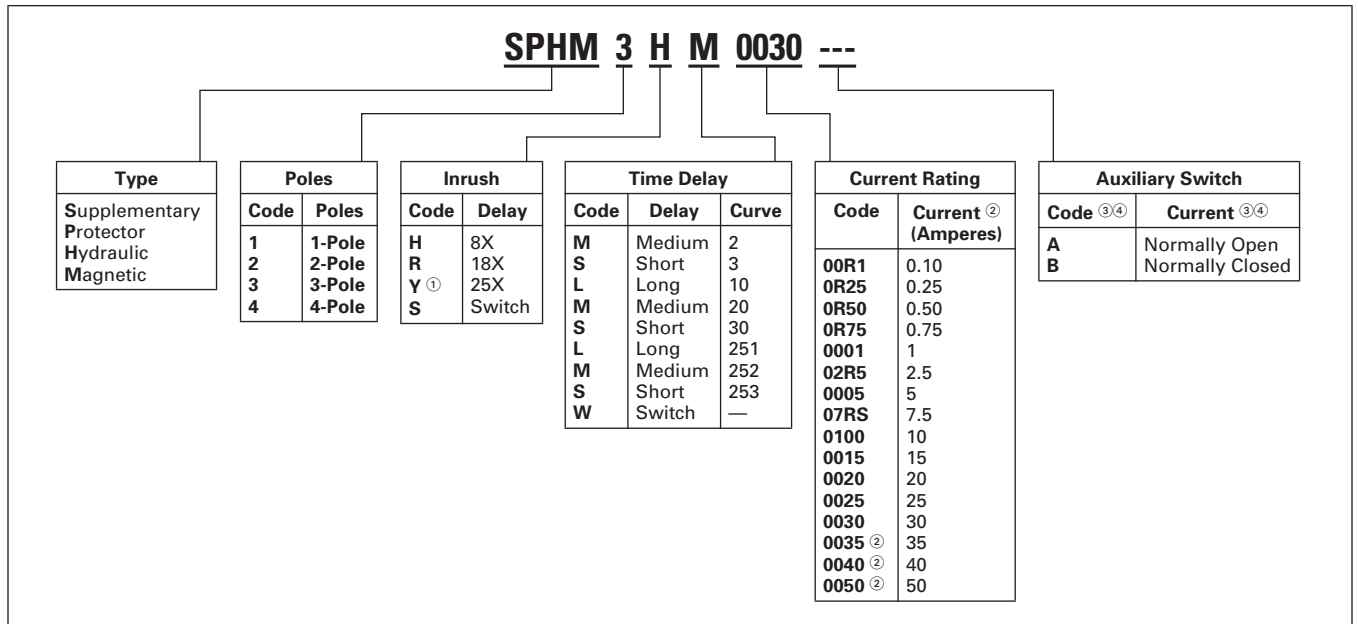 SPHM 3 H M 0030 ---
Type
Supplementary
Protector
Hydraulic
Magnetic
Poles
Code Poles
1 1-Pole
2 2-Pole
3 3-Pole
4 4-Pole
Inrush
Code Delay
H 8X
R 18X
Y ① 25X
S Switch
Time Delay
Code Delay Curve
M Medium 2
S Short 3
L Long 10
M Medium 20
S Short 30
L Long 251
M Medium 252
S Short 253
W Switch —
Current Rating
Code Current ②
(Amperes)
00R1 0.10
0R25 0.25
0R50 0.50
0R75 0.75
0001 1
02R5 2.5
0005 5
07RS 7.5
0100 10
0015 15
0020 20
0025 25
0030 30
0035 ② 35
0040 ② 40
0050 ② 50
Auxiliary Switch
Code ③④ Current ③④
A Normally Open
B Normally Closed